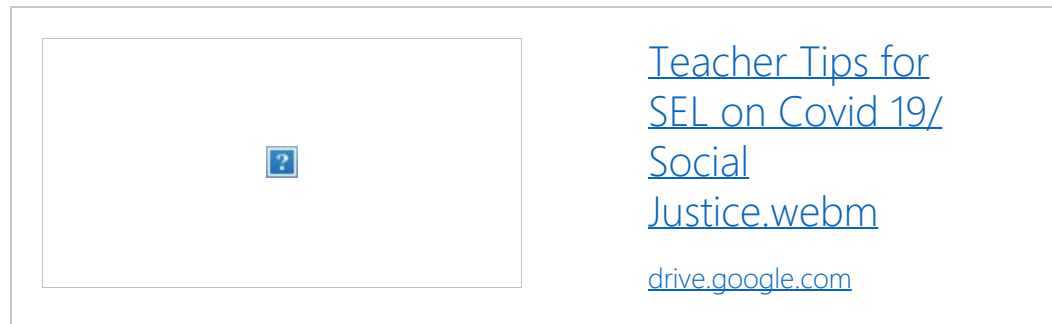 Teacher Tips for
SEL on Covid 19/
Social
Justice.webm
drive.google.com